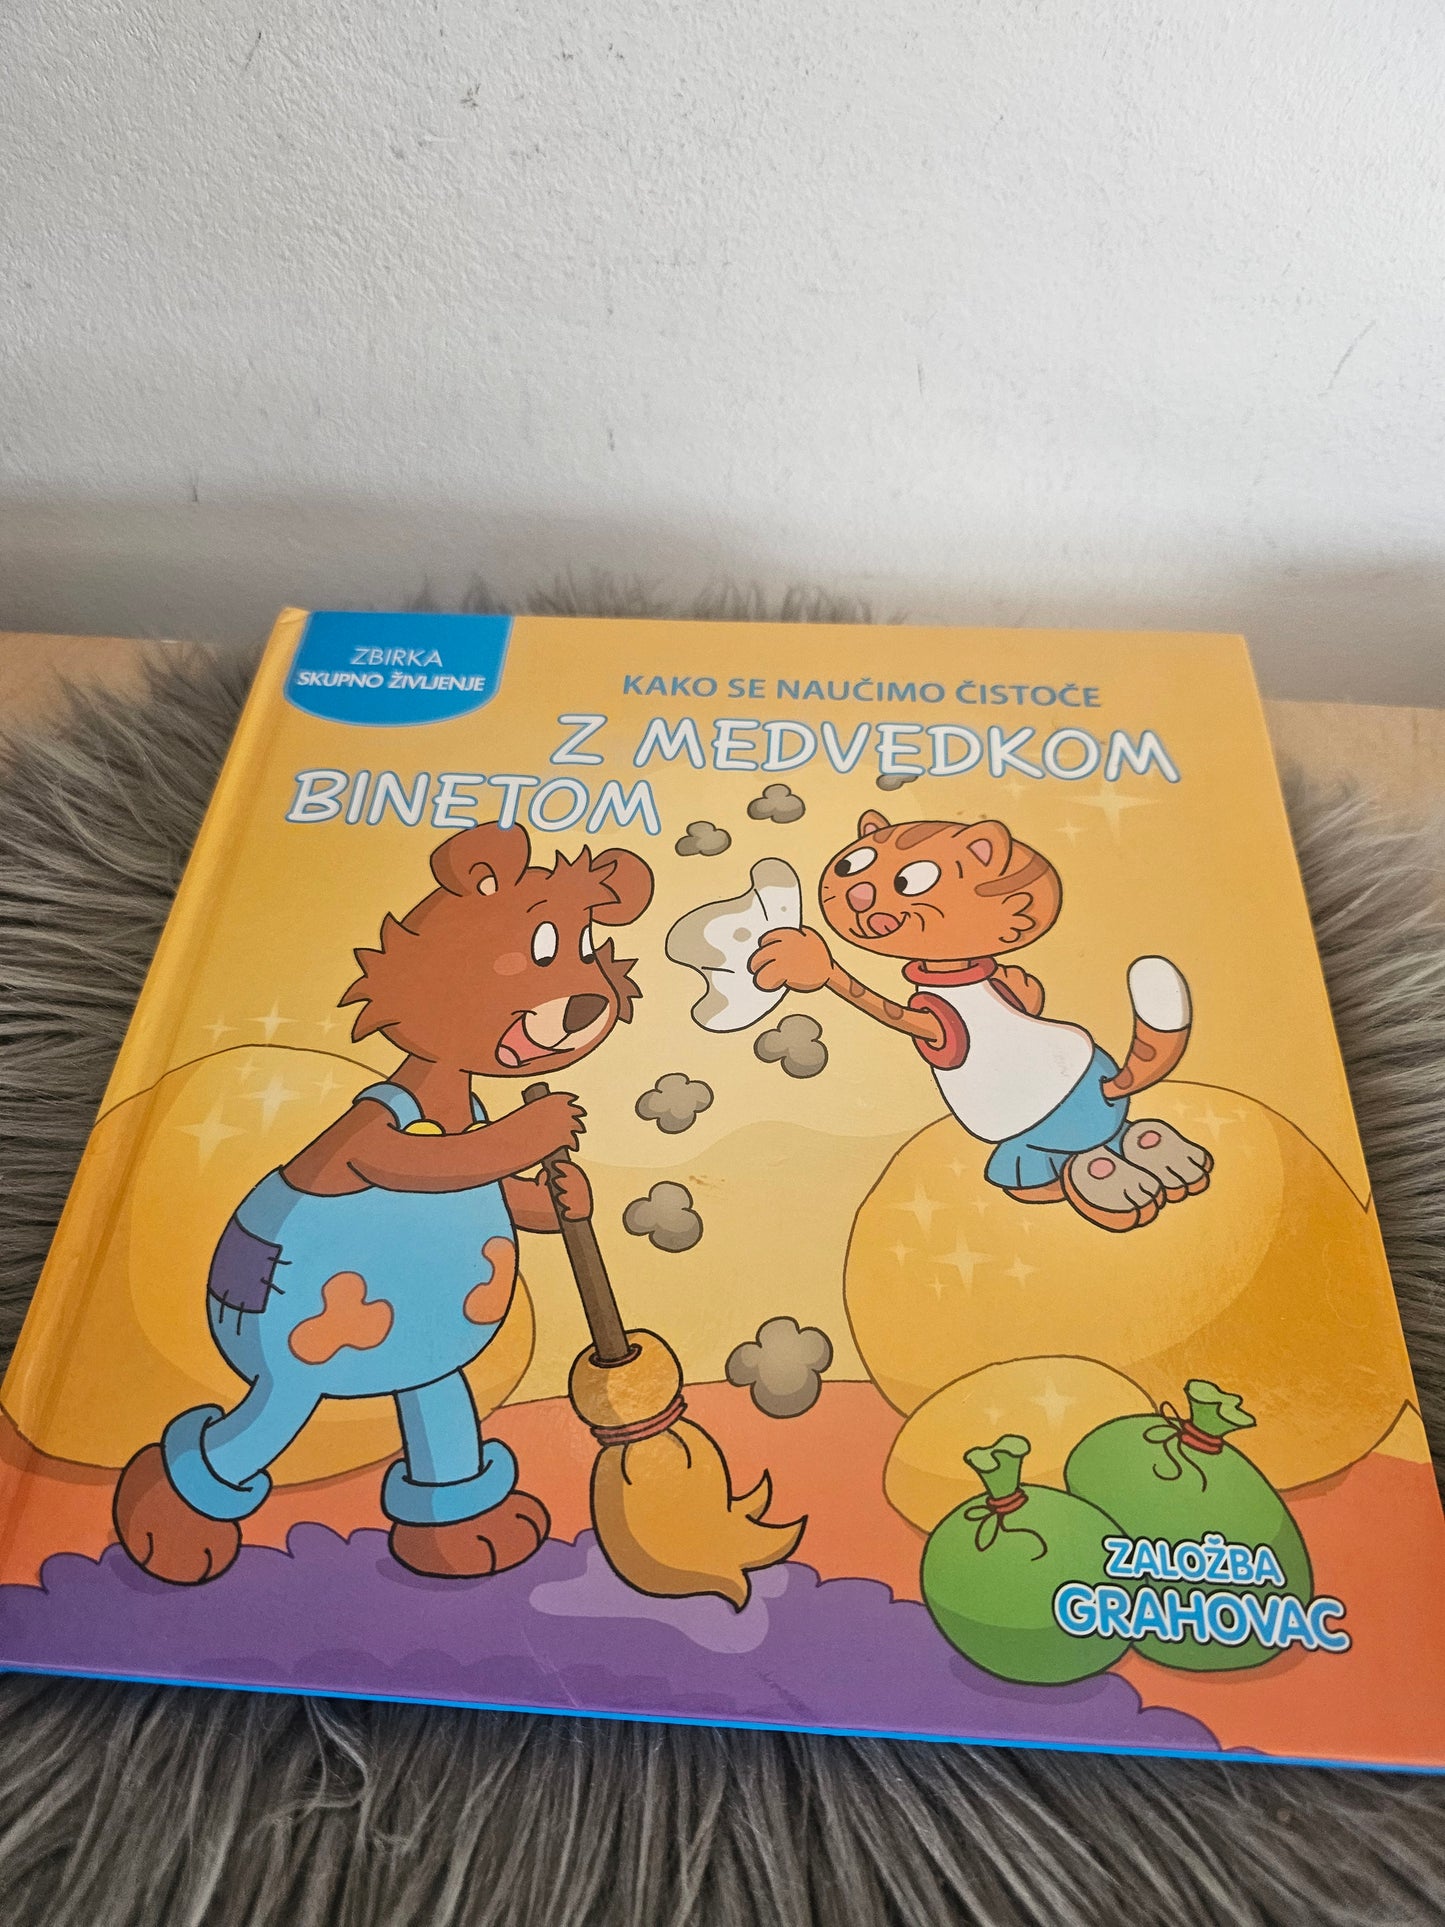 ZBIRKA
SKUPNO ŽIVLJENJE
KAKO SE NAUČIMO ČISTOČE
Z MEDVEDKOM
BINETOM
ZALOŽBA
GRAHOVAC